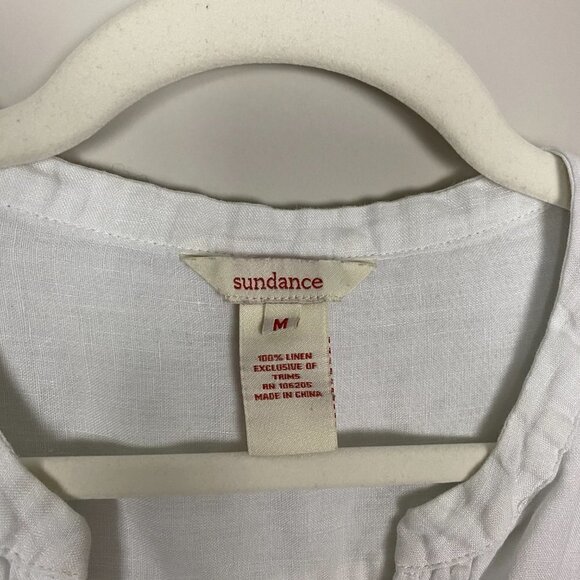 sundance
M
100% LINEN
EXCLUSIVE OF
TRIMS
RN 106205
MADE IN CHINA